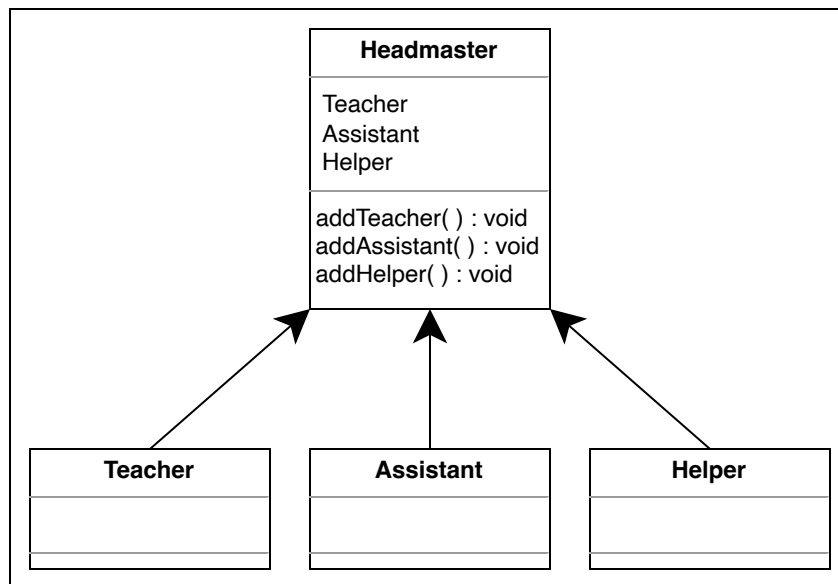 Headmaster
Teacher
Assistant
Helper
addTeacher( ) : void
addAssistant( ) : void
addHelper( ) : void
Teacher
Assistant
Helper